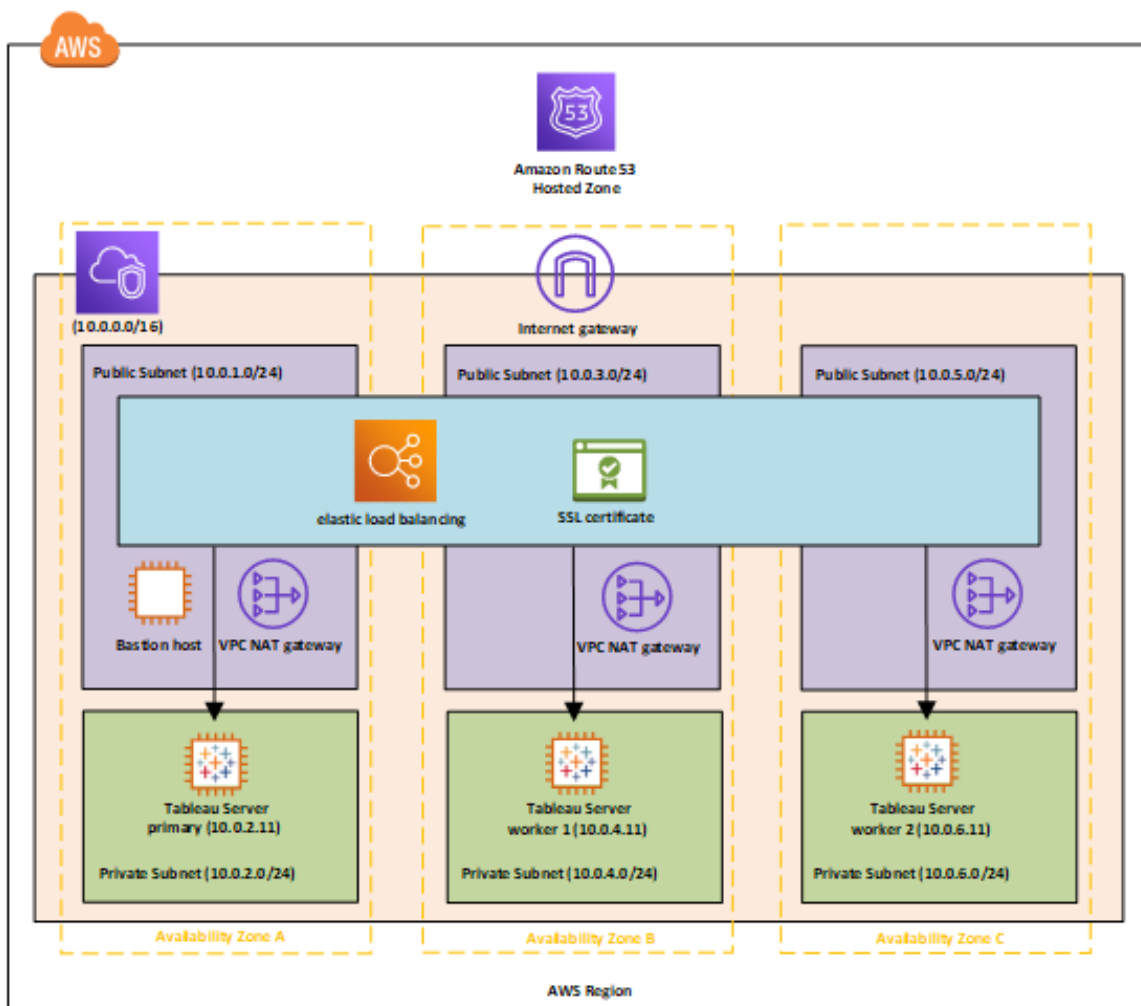 AWS
53
Amazon Route 53
Hosted Zone
(10.0.0.0/16)
Internet gateway
Public Subnet (10.0.1.0/24)
Public Subnet (10.0.3.0/24)
Public Subnet (10.0.5.0/24)
elastic load balancing
SSL certificate
Bastion host
VPC NAT gateway
VPC NAT gateway
VPC NAT gateway
Tableau Server
primary (10.0.2.11)
Tableau Server
worker 1 (10.0.4.11)
Tableau Server
worker 2 (10.0.6.11)
Private Subnet (10.0.2.0/24)
Private Subnet (10.0.4.0/24)
Private Subnet (10.0.6.0/24)
Availability Zone A
Availability Zone B
Availability Zone C
AWS Region